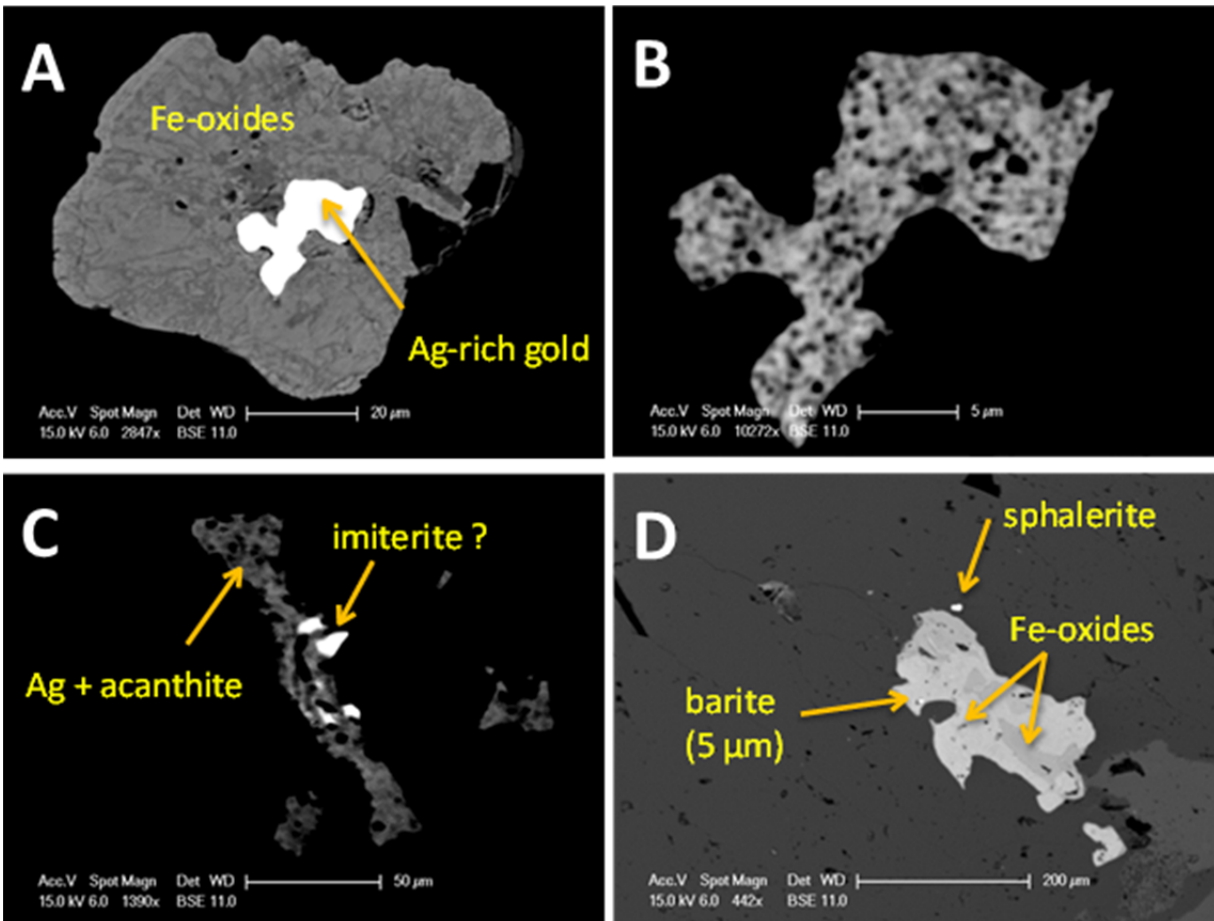 A
Fe-oxides
Ag-rich gold
Acc.V Spot Magn Det WD 20 µm
15.0 kV 6.0 2847x BSE 11.0
B
Acc.V Spot Magn Det WD 5 µm
15.0 kV 6.0 10272x BSE 11.0
C
imiterite ?
Ag + acanthite
Acc.V Spot Magn Det WD 50 µm
15.0 kV 6.0 1390x BSE 11.0
D
sphalerite
Fe-oxides
barite
(5 µm)
Acc.V Spot Magn Det WD 200 µm
15.0 kV 6.0 442x BSE 11.0